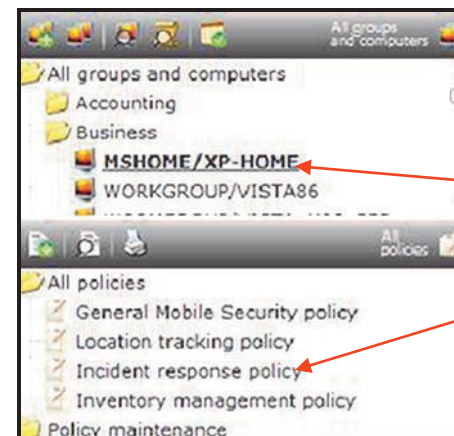 All groups
and computers
All groups and computers
Accounting
Business
MSHOME/XP-HOME
WORKGROUP/VISTA86
All
policies
All policies
General Mobile Security policy
Location tracking policy
Incident response policy
Inventory management policy
Policy maintenance